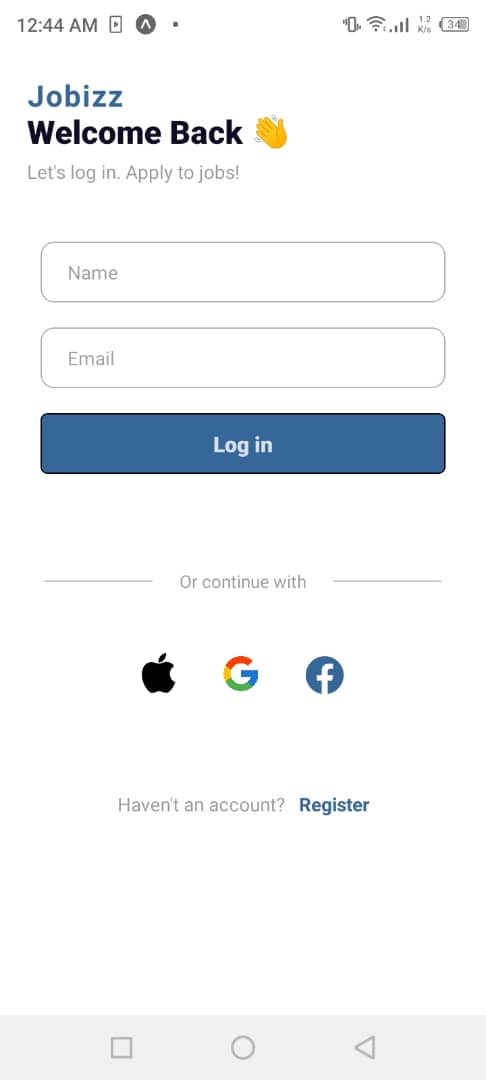 12:44 AM 1.2 K/s 34
Jobizz
Welcome Back 👋
Let's log in. Apply to jobs!
Name
Email
Log in
Or continue with
Haven't an account? Register